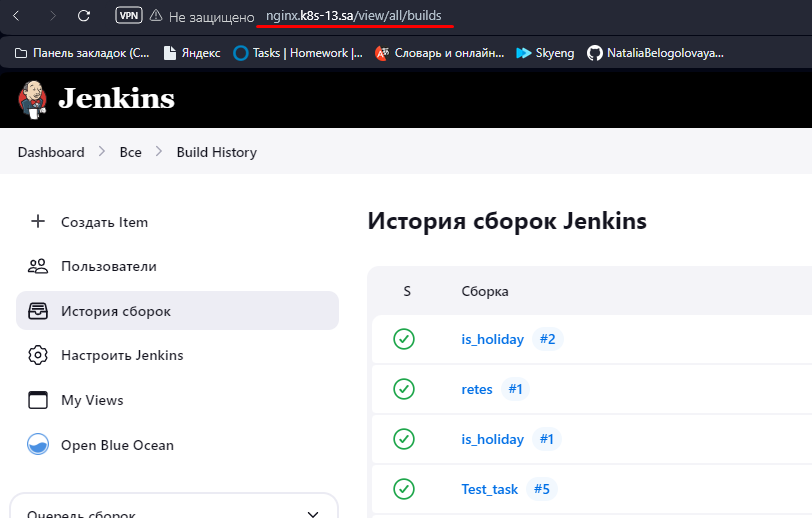 VPN Не защищено nginx.k8s-13.sa/view/all/builds
Панель закладок (С... Яндекс Tasks | Homework |... Словарь и онлайн... Skyeng NataliaBelogolovaya...
Jenkins
Dashboard Все Build History
Создать Item
Пользователи
История сборок
Настроить Jenkins
My Views
Open Blue Ocean
Очередь сборок
История сборок Jenkins
S Сборка
is_holiday #2
retes #1
is_holiday #1
Test_task #5